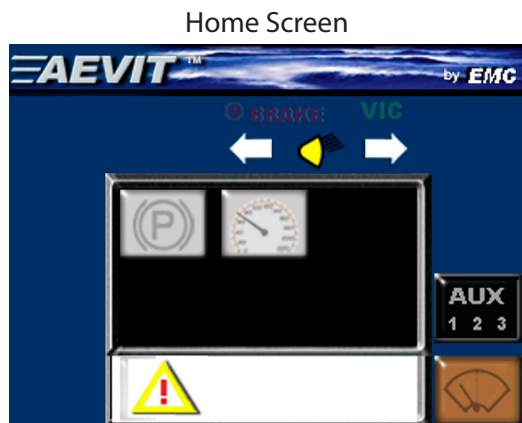 Home Screen
AEVIT™
by EMC
BRAKE VIC
P
AUX
1 2 3